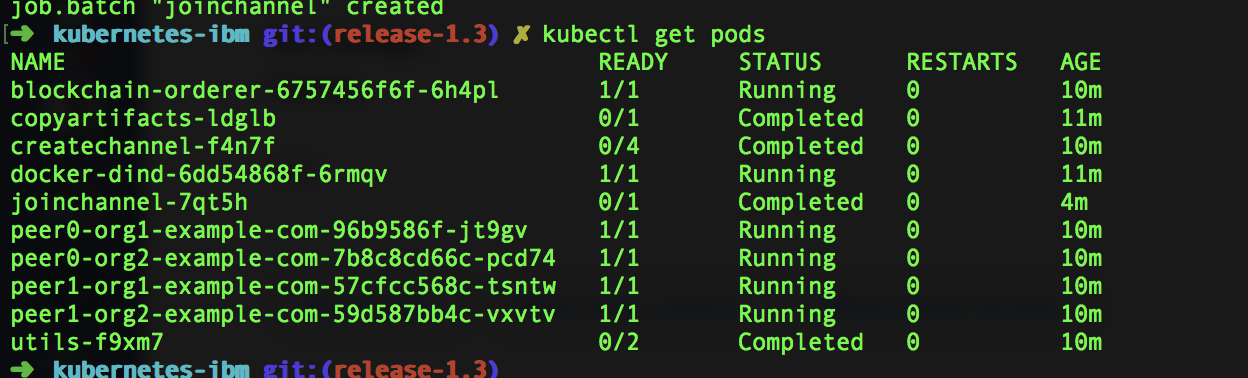 job.batch "joinchannel" created
➜ kubernetes-ibm git:(release-1.3) ✗ kubectl get pods
NAME READY STATUS RESTARTS AGE
blockchain-orderer-6757456f6f-6h4pl 1/1 Running 0 10m
copyartifacts-ldglb 0/1 Completed 0 11m
createchannel-f4n7f 0/4 Completed 0 10m
docker-dind-6dd54868f-6rmqv 1/1 Running 0 11m
joinchannel-7qt5h 0/1 Completed 0 4m
peer0-org1-example-com-96b9586f-jt9gv 1/1 Running 0 10m
peer0-org2-example-com-7b8c8cd66c-pcd74 1/1 Running 0 10m
peer1-org1-example-com-57cfcc568c-tsntw 1/1 Running 0 10m
peer1-org2-example-com-59d587bb4c-vxvtv 1/1 Running 0 10m
utils-f9xm7 0/2 Completed 0 10m
➜ kubernetes-ibm git:(release-1.3)